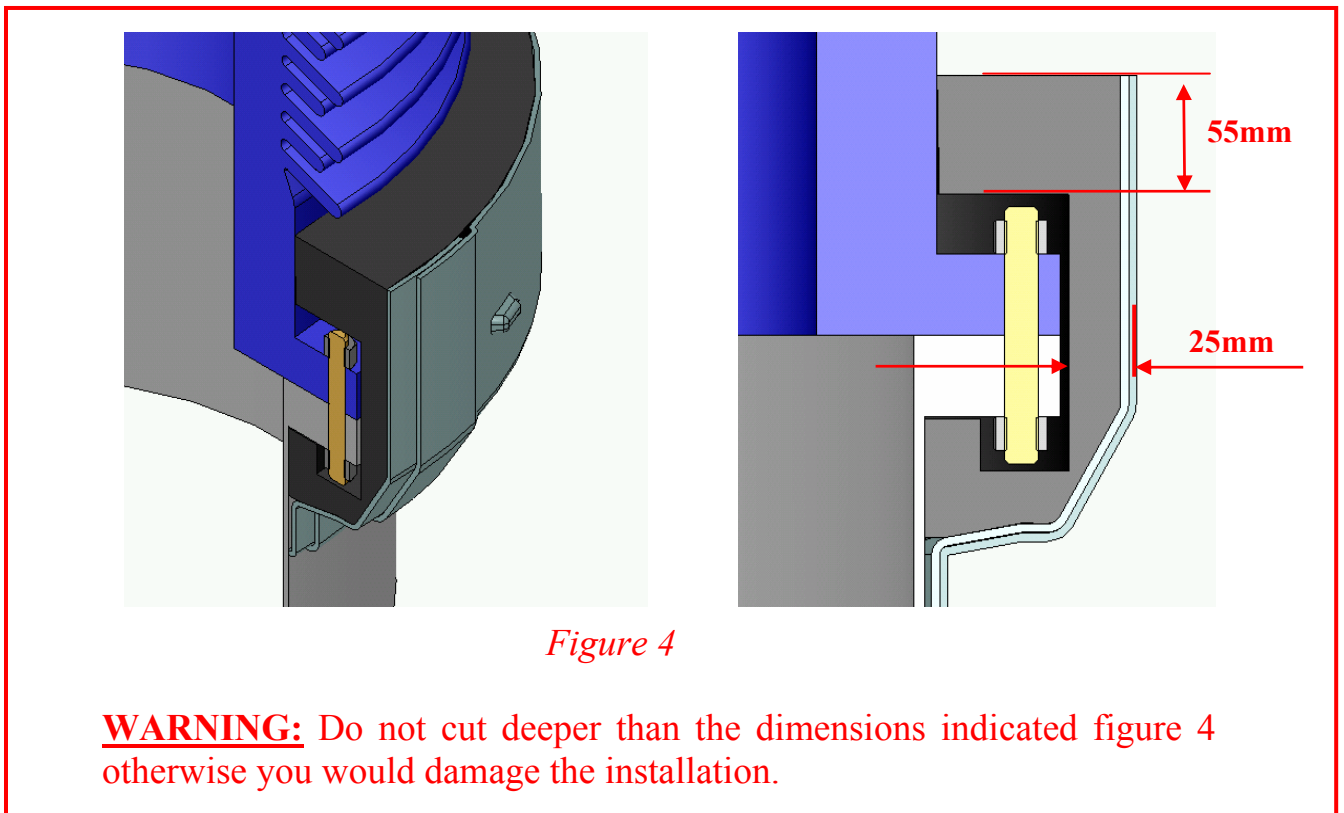 55mm
25mm
Figure 4
WARNING: Do not cut deeper than the dimensions indicated figure 4
otherwise you would damage the installation.